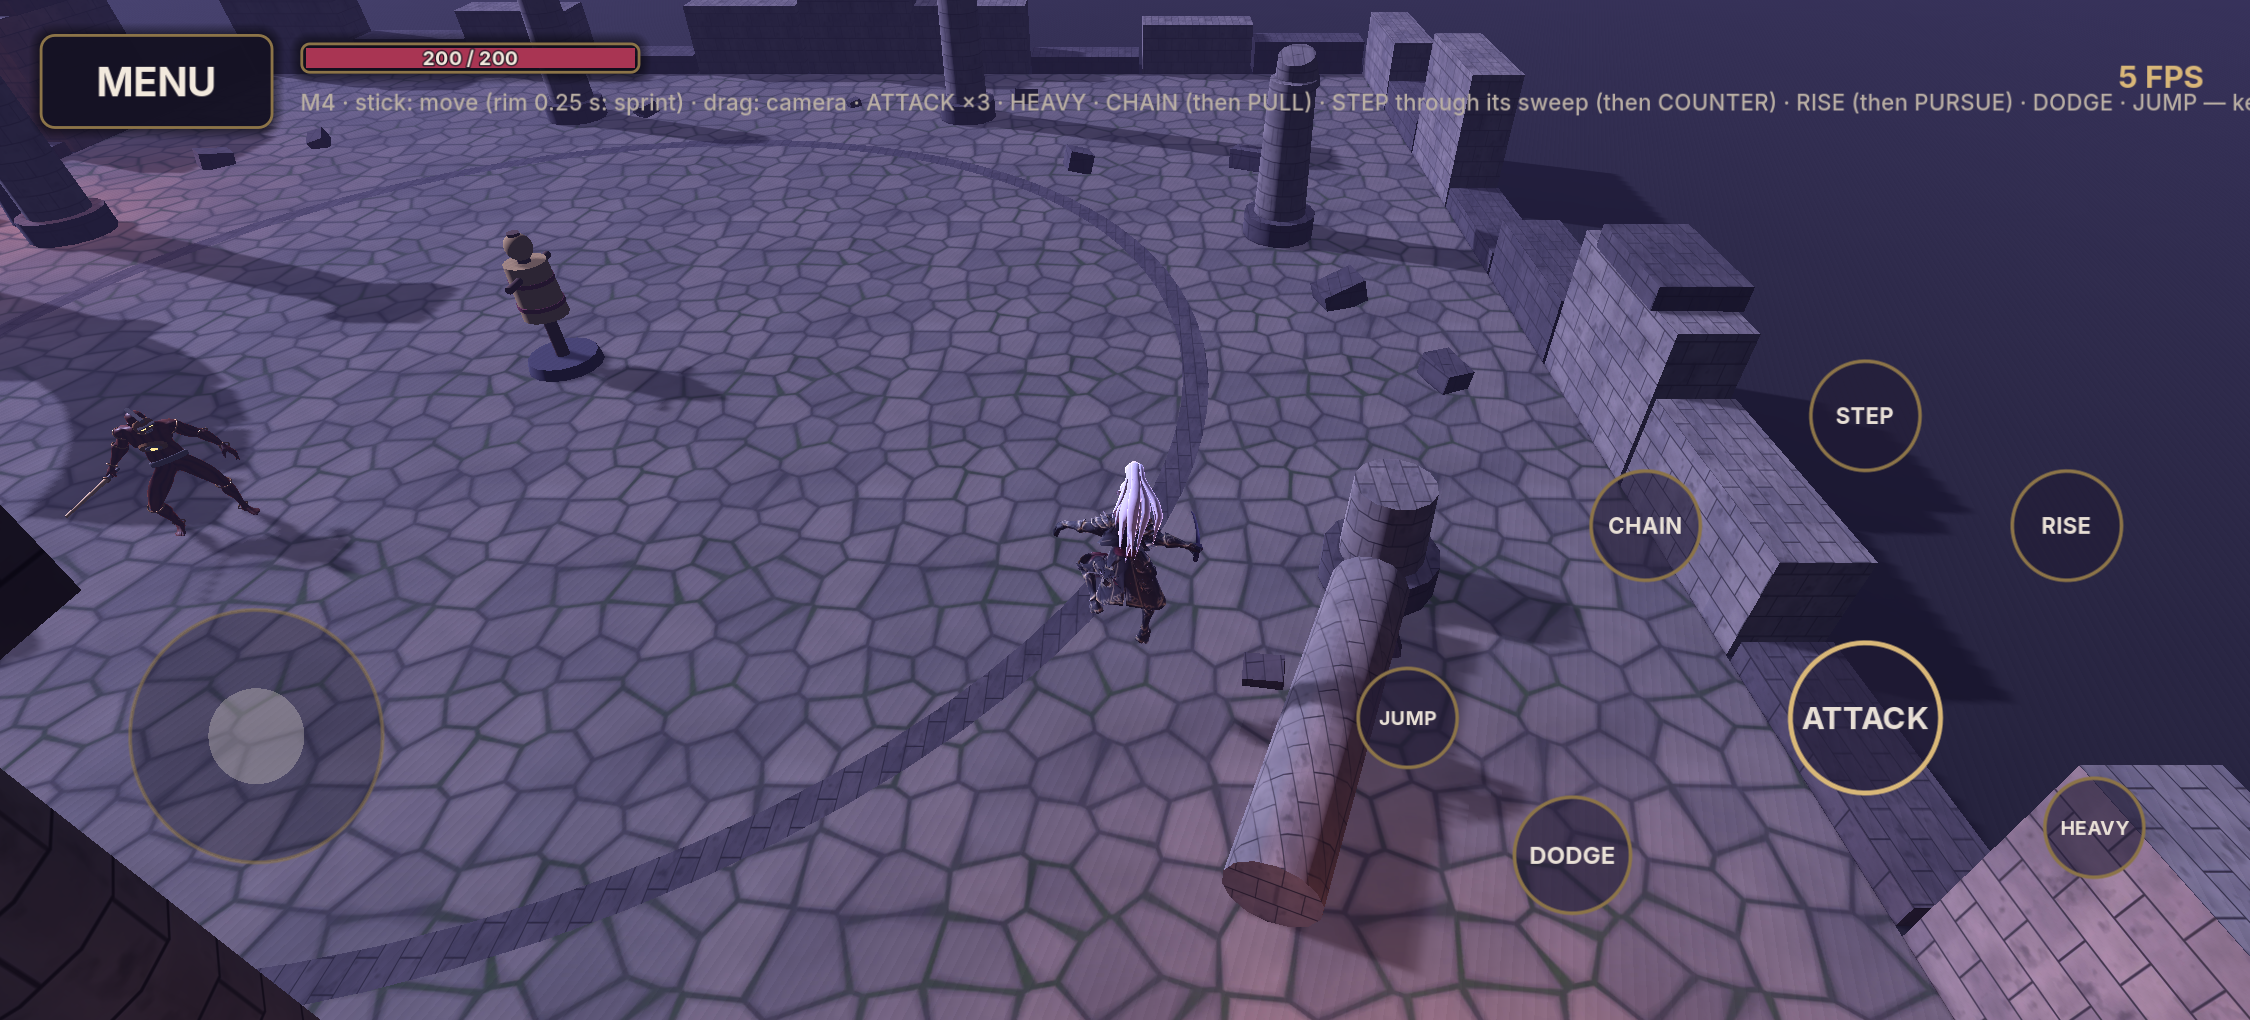 MENU
200 / 200
5 FPS
M4 · stick: move (rim 0.25 s: sprint) · drag: camera · ATTACK ×3 · HEAVY · CHAIN (then PULL) · STEP through its sweep (then COUNTER) · RISE (then PURSUE) · DODGE · JUMP —
STEP
CHAIN
RISE
JUMP
ATTACK
HEAVY
DODGE